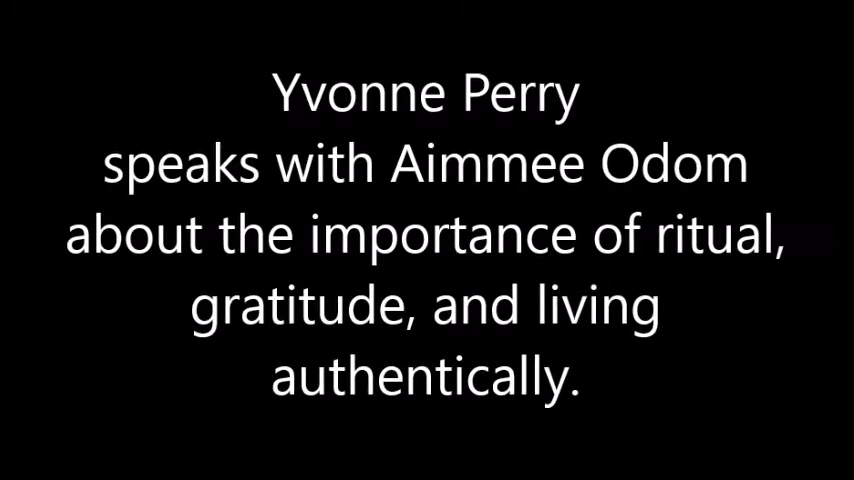 Yvonne Perry
speaks with Aimmee Odom
about the importance of ritual,
gratitude, and living
authentically.